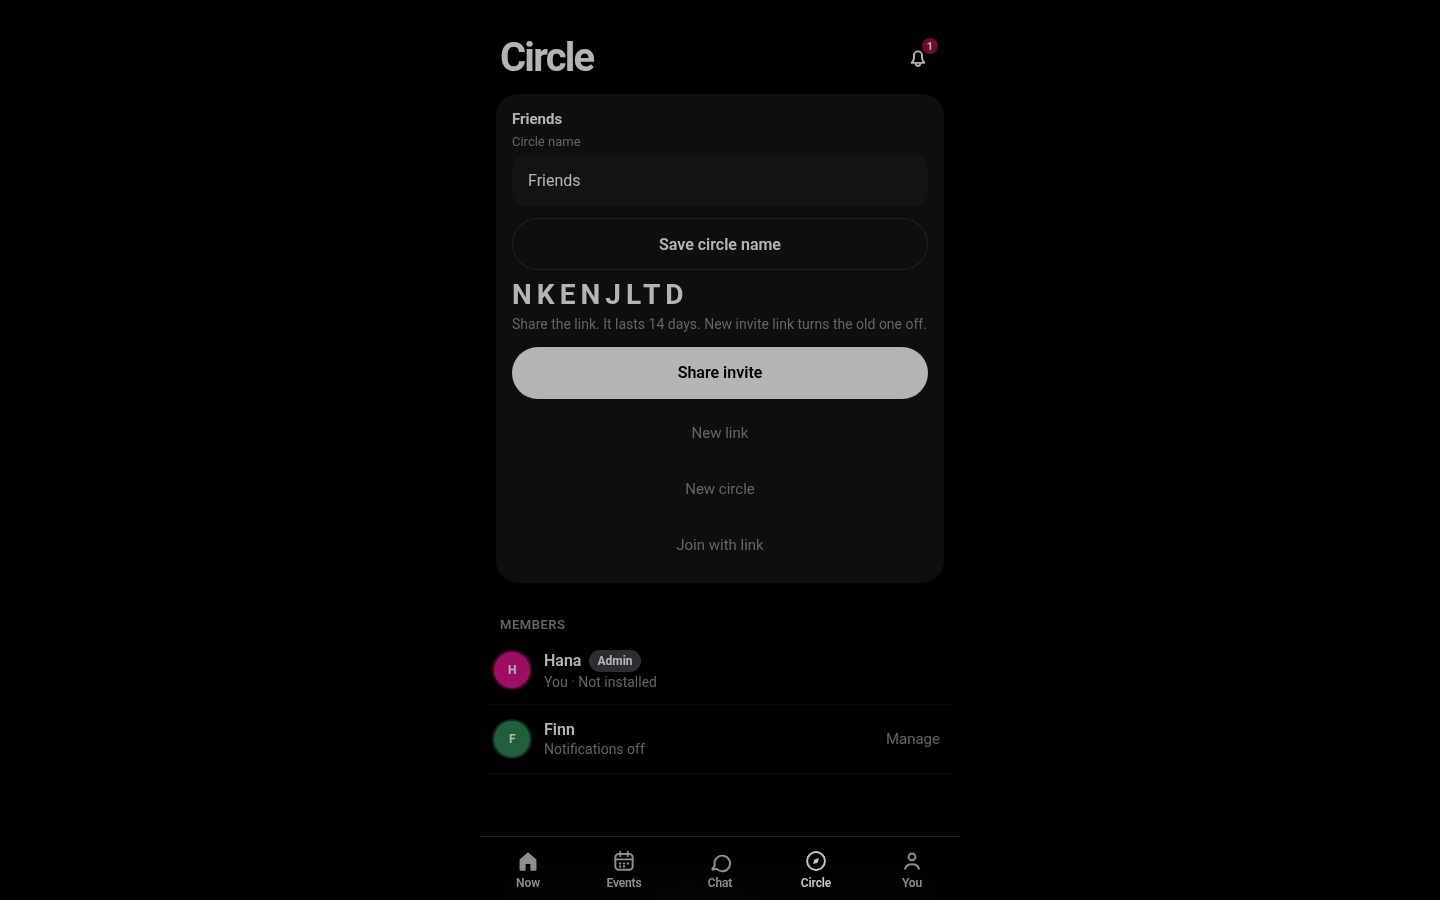 Circle
1
Friends
Circle name
Friends
Save circle name
NKENJLTD
Share the link. It lasts 14 days. New invite link turns the old one off.
Share invite
New link
New circle
Join with link
MEMBERS
H
Hana Admin
You · Not installed
F
Finn
Notifications off
Manage
Now Events Chat Circle You